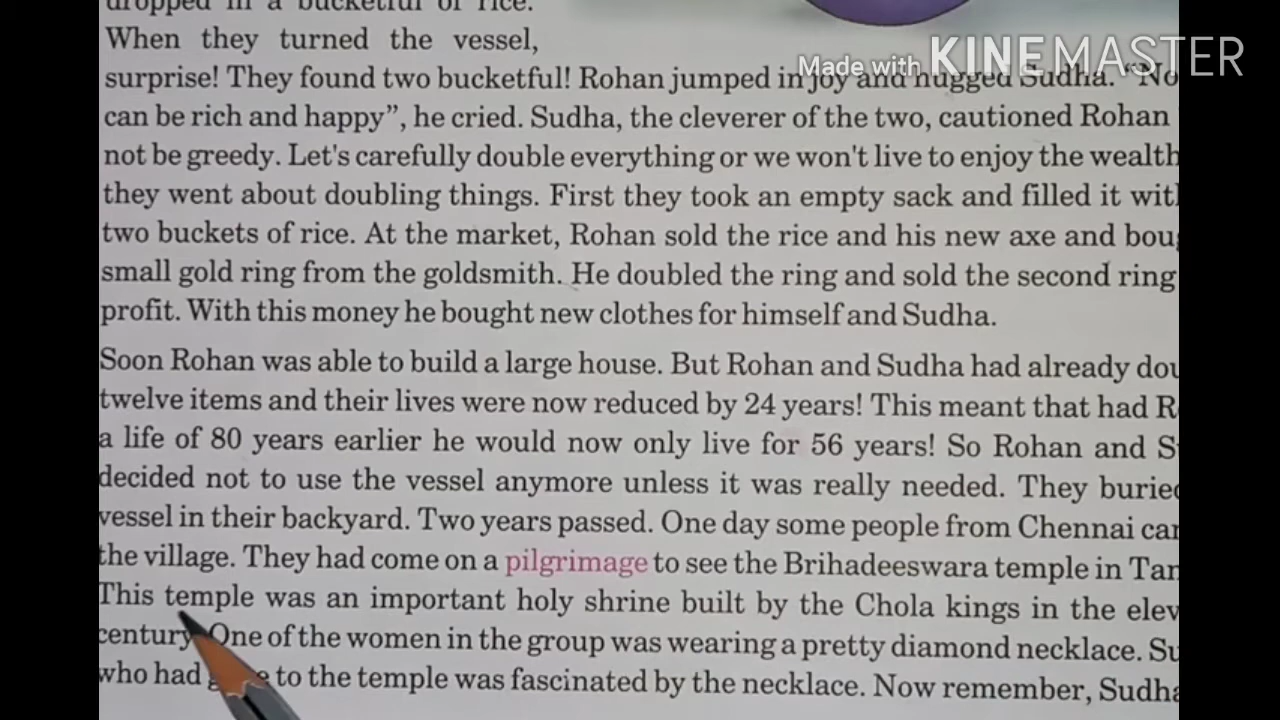 dropped in a bucketful of rice.
When they turned the vessel,
Made with KINEMASTER
surprise! They found two bucketful! Rohan jumped in joy and hugged Sudha. "No
can be rich and happy", he cried. Sudha, the cleverer of the two, cautioned Rohan
not be greedy. Let's carefully double everything or we won't live to enjoy the wealth
they went about doubling things. First they took an empty sack and filled it with
two buckets of rice. At the market, Rohan sold the rice and his new axe and boug
small gold ring from the goldsmith. He doubled the ring and sold the second ring
profit. With this money he bought new clothes for himself and Sudha.
Soon Rohan was able to build a large house. But Rohan and Sudha had already dou
twelve items and their lives were now reduced by 24 years! This meant that had R
a life of 80 years earlier he would now only live for 56 years! So Rohan and S
decided not to use the vessel anymore unless it was really needed. They buried
vessel in their backyard. Two years passed. One day some people from Chennai
the village. They had come on a pilgrimage to see the Brihadeeswara temple in Tan
This temple was an important holy shrine built by the Chola kings in the elev
century. One of the women in the group was wearing a pretty diamond necklace. Su
who had to the temple was fascinated by the necklace. Now remember, Sudha